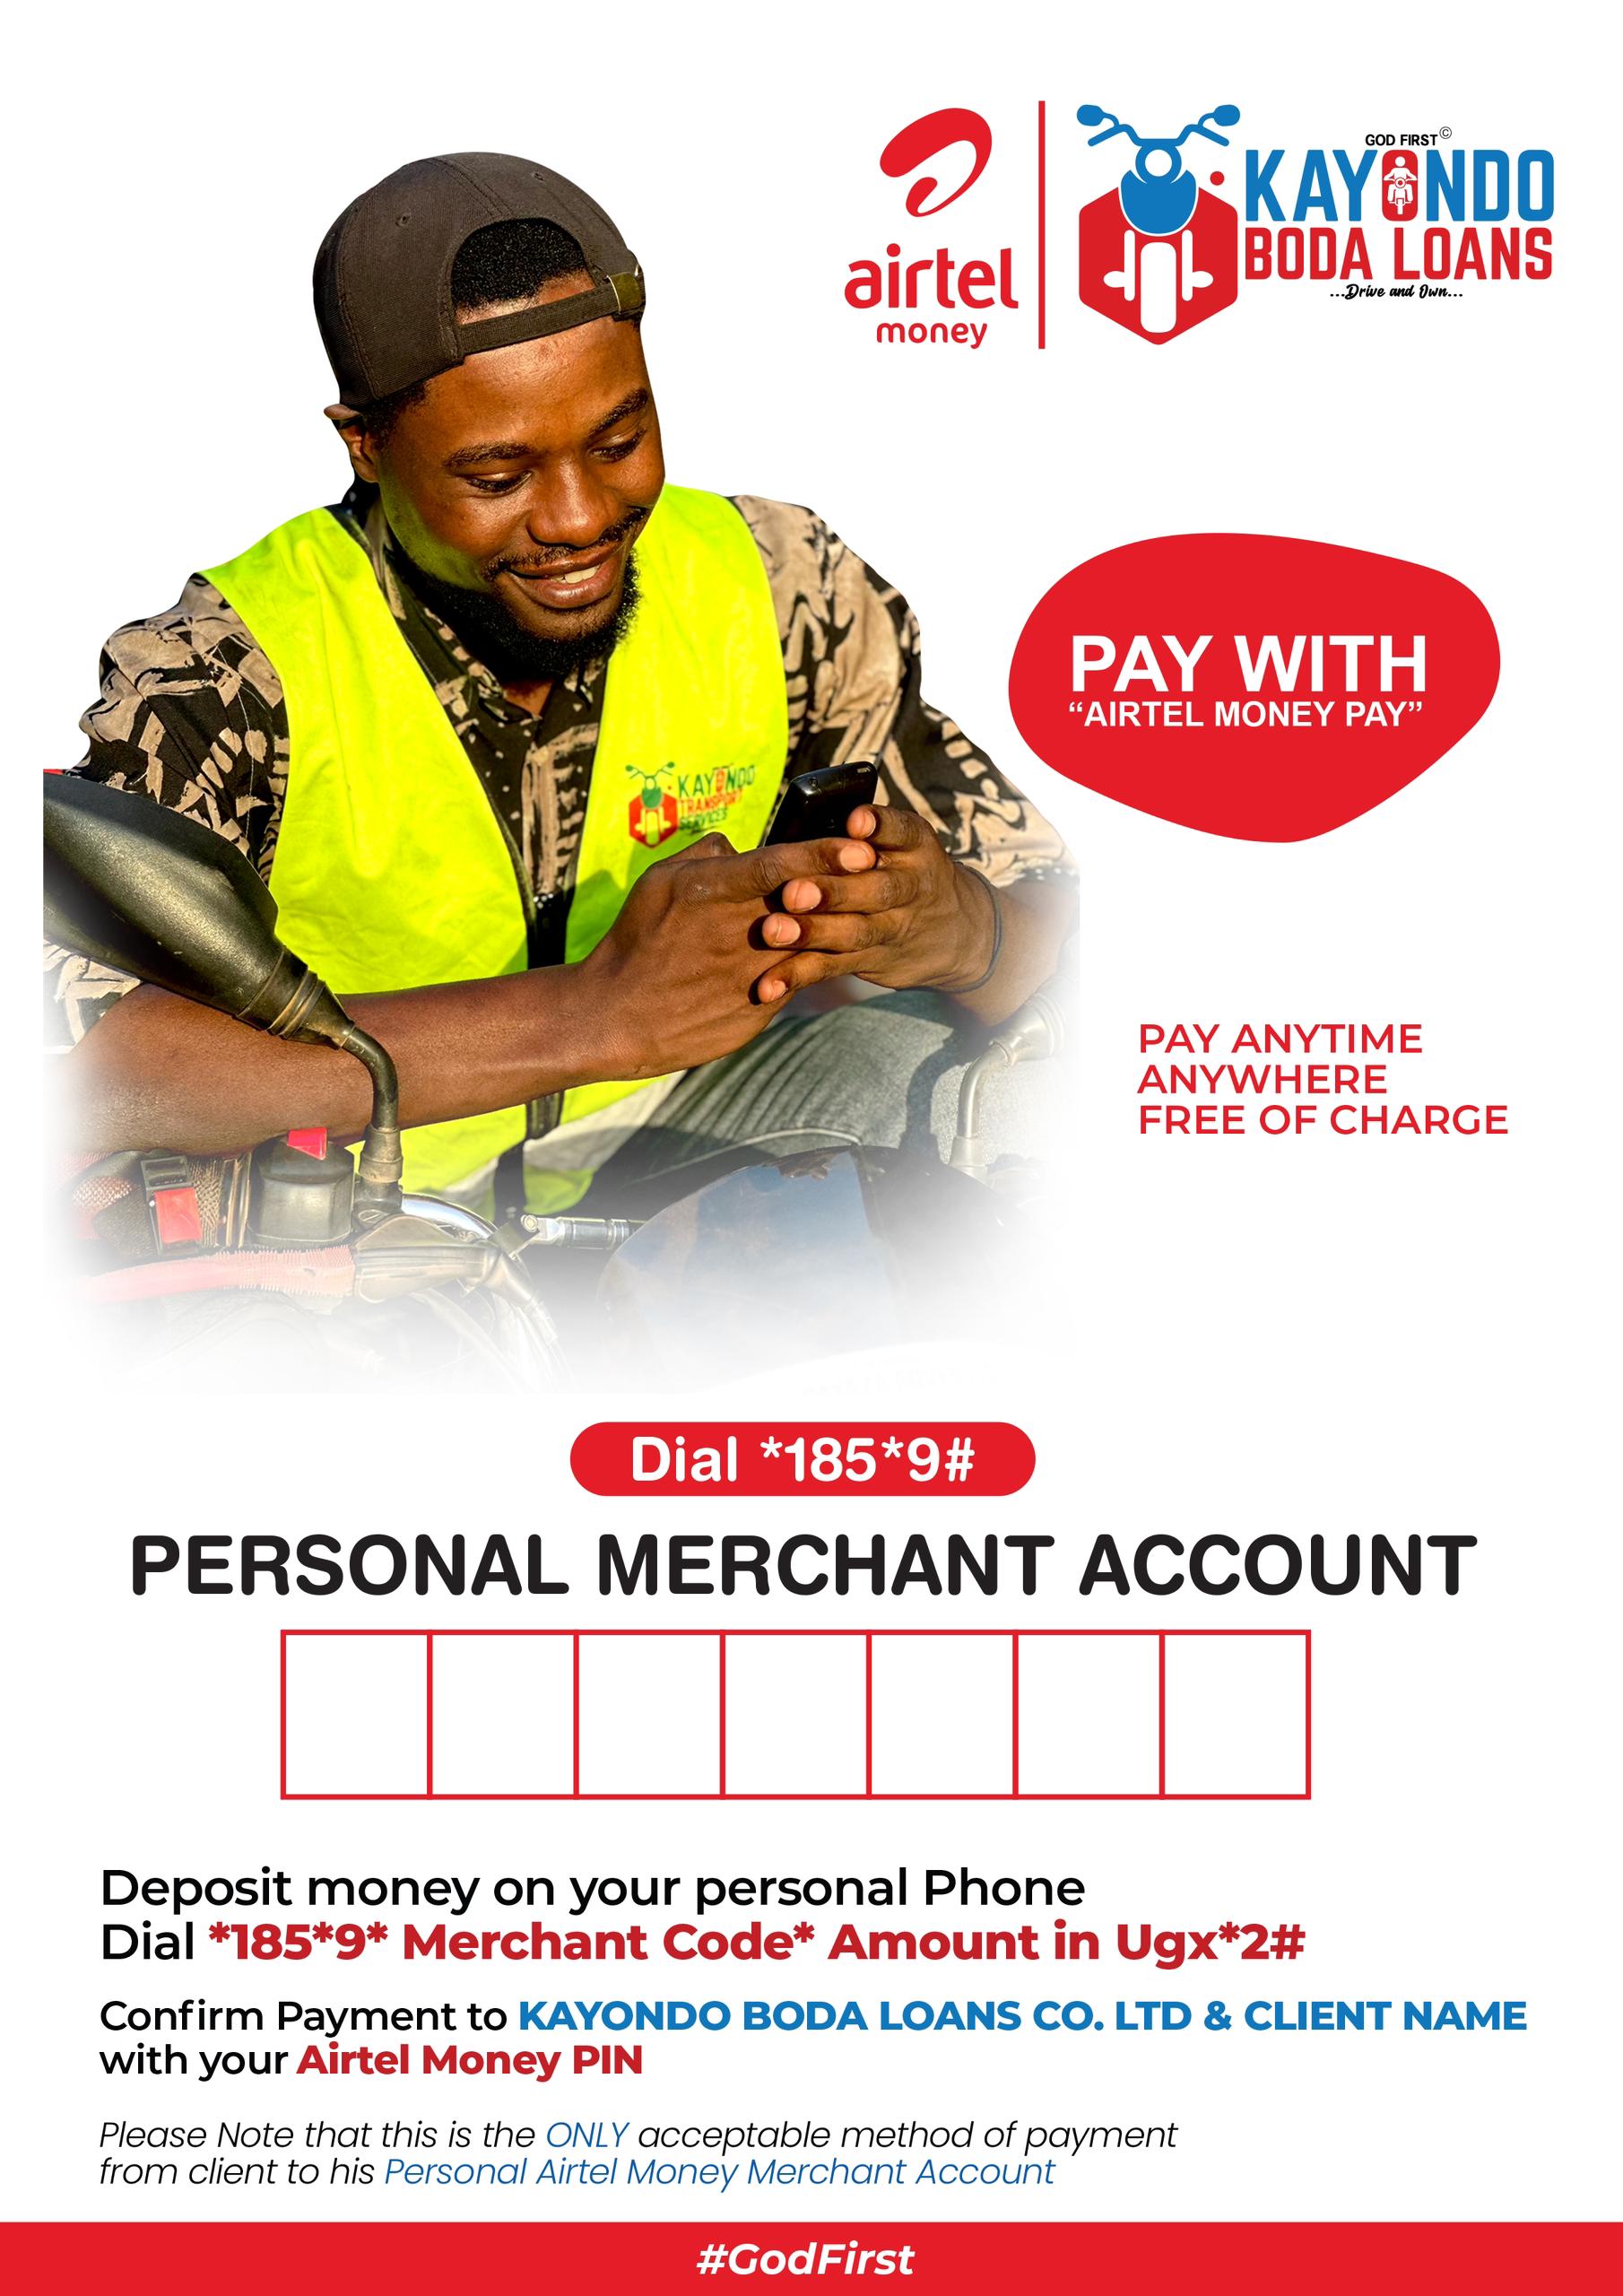 airtel
money
GOD FIRST©
KAYONDO
BODA LOANS
...Drive and Own...
PAY WITH
“AIRTEL MONEY PAY”
KAYONDO
TRANSPORT
SERVICES
PAY ANYTIME
ANYWHERE
FREE OF CHARGE
Dial *185*9#
PERSONAL MERCHANT ACCOUNT
Deposit money on your personal Phone
Dial *185*9* Merchant Code* Amount in Ugx*2#
Confirm Payment to KAYONDO BODA LOANS CO. LTD & CLIENT NAME
with your Airtel Money PIN
Please Note that this is the ONLY acceptable method of payment
from client to his Personal Airtel Money Merchant Account
#GodFirst